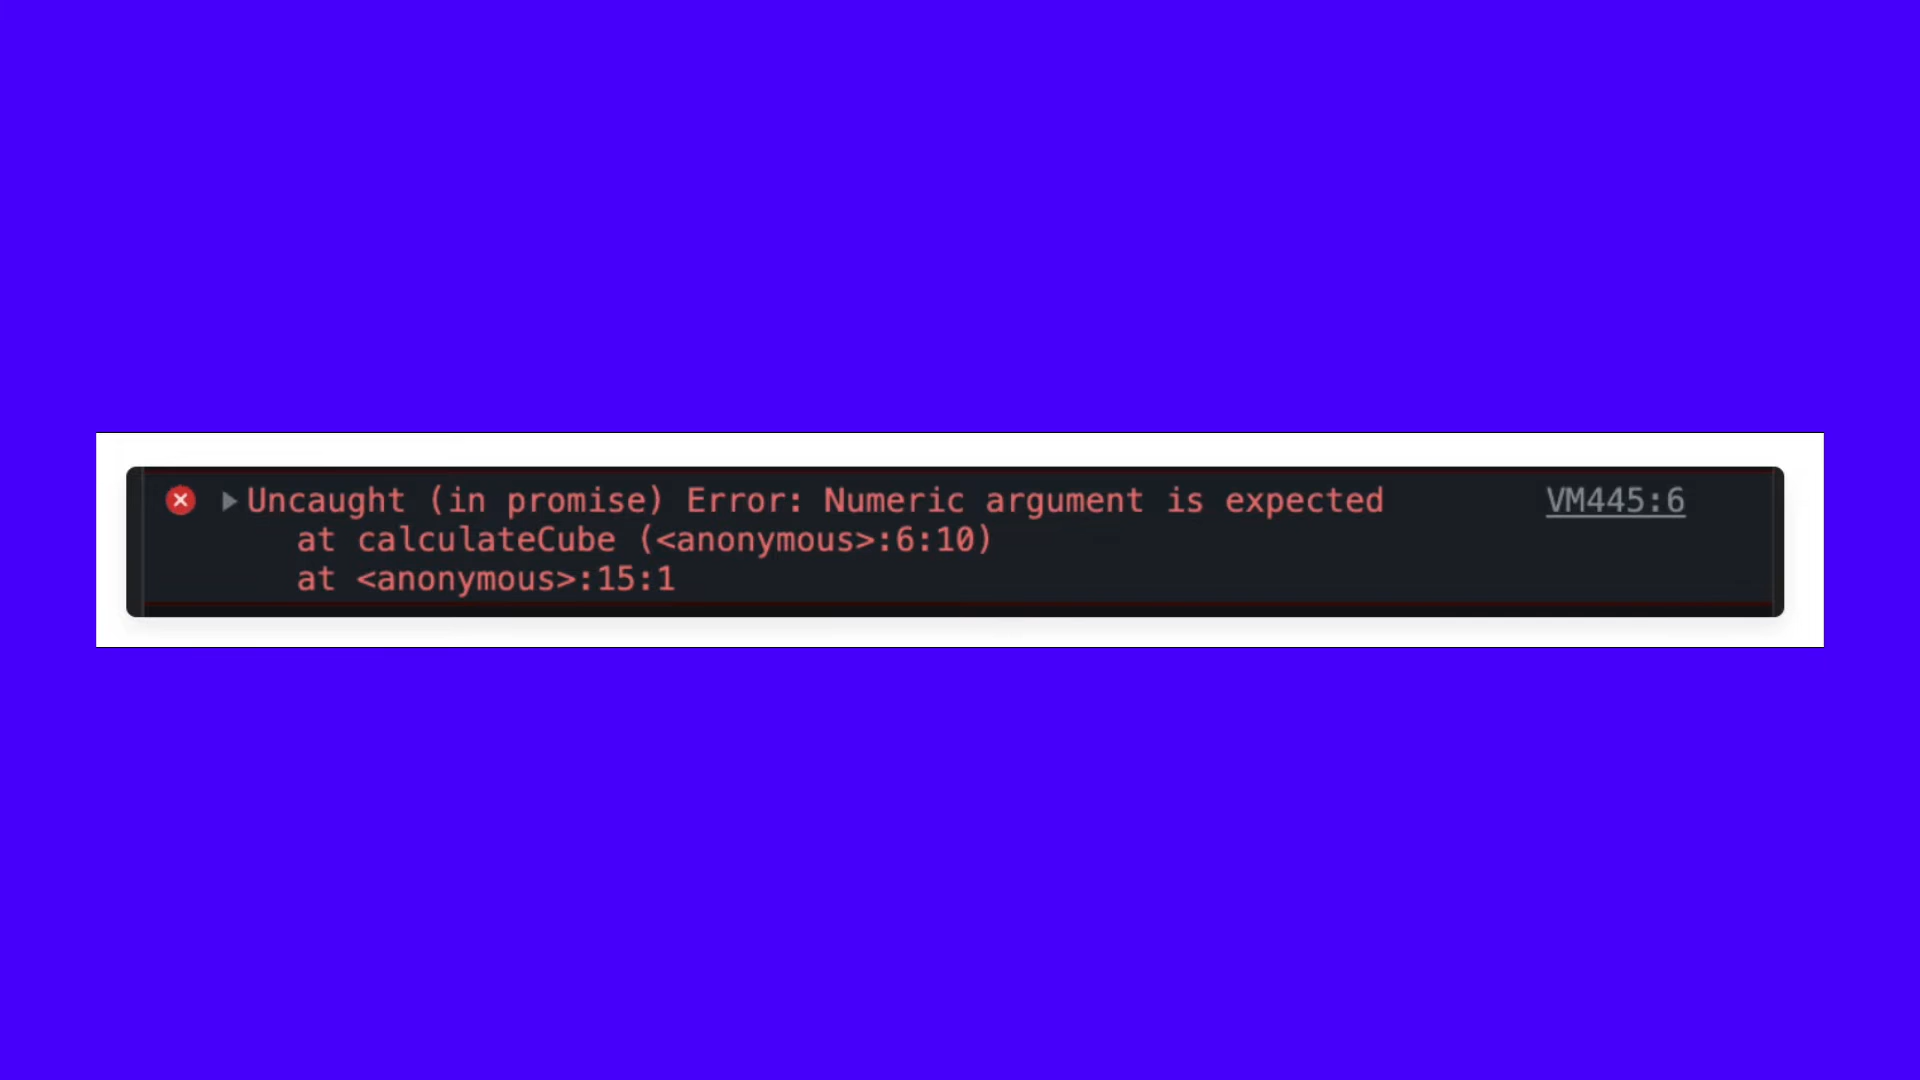 Uncaught (in promise) Error: Numeric argument is expected VM445:6
at calculateCube (<anonymous>:6:10)
at <anonymous>:15:1